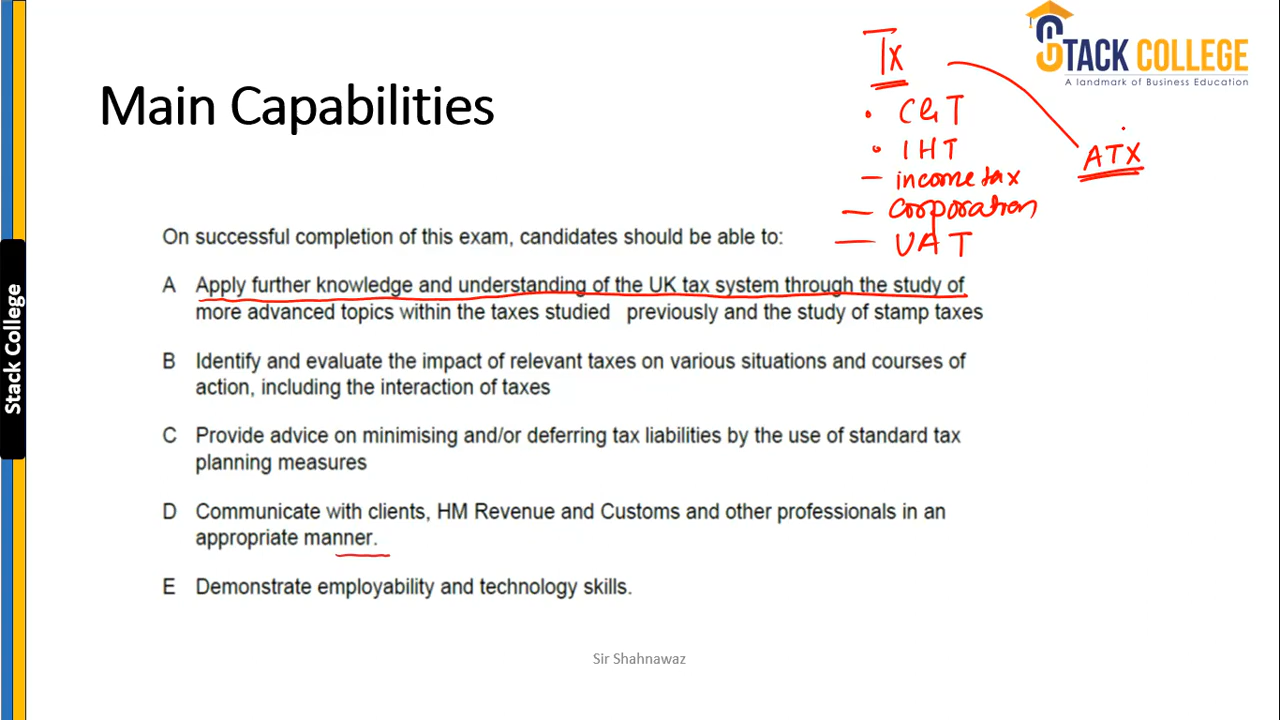 STACK COLLEGE
A landmark of Business Education
Main Capabilities
Tx
• CGT
• IHT
– income tax
– corporation
– VAT
ATX
On successful completion of this exam, candidates should be able to:
A Apply further knowledge and understanding of the UK tax system through the study of
more advanced topics within the taxes studied previously and the study of stamp taxes
B Identify and evaluate the impact of relevant taxes on various situations and courses of
action, including the interaction of taxes
C Provide advice on minimising and/or deferring tax liabilities by the use of standard tax
planning measures
D Communicate with clients, HM Revenue and Customs and other professionals in an
appropriate manner.
E Demonstrate employability and technology skills.
Sir Shahnawaz
Stack College